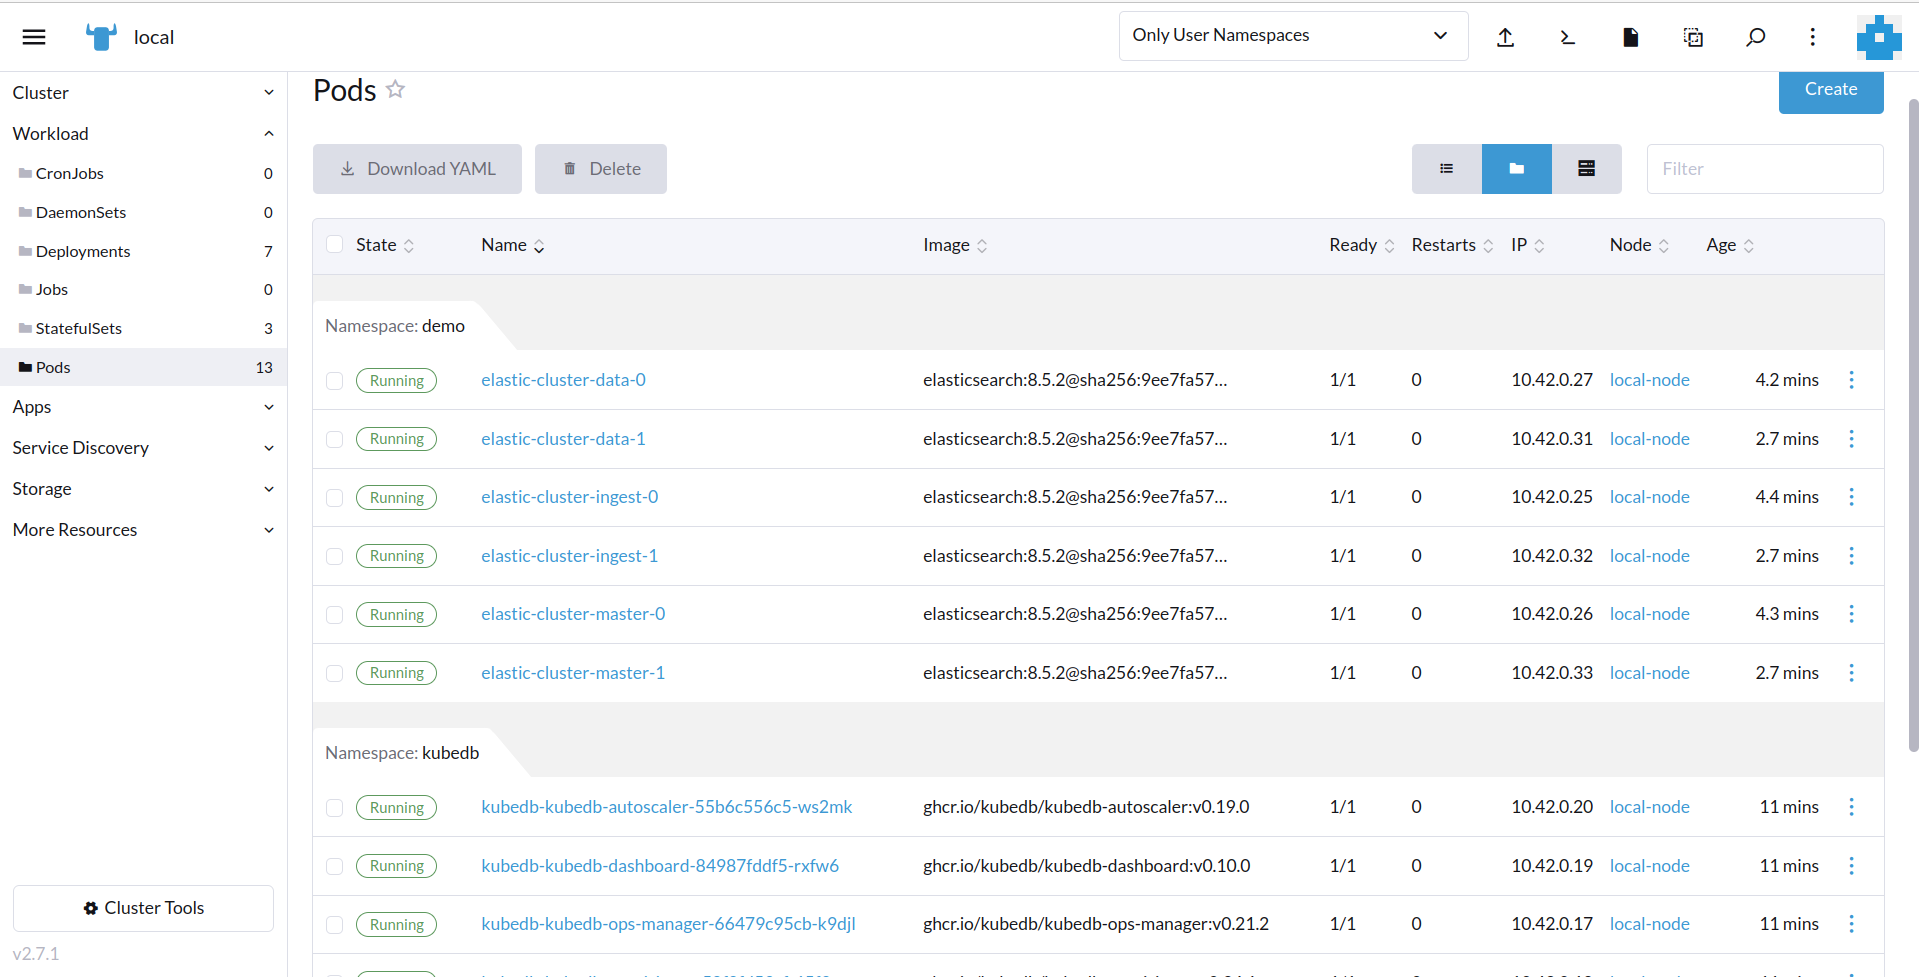 local
Only User Namespaces
Cluster
Workload
CronJobs 0
DaemonSets 0
Deployments 7
Jobs 0
StatefulSets 3
Pods 13
Apps
Service Discovery
Storage
More Resources
Cluster Tools
v2.7.1
Pods
Create
Download YAML Delete
Filter
State Name Image Ready Restarts IP Node Age
Namespace: demo
Running elastic-cluster-data-0 elasticsearch:8.5.2@sha256:9ee7fa57... 1/1 0 10.42.0.27 local-node 4.2 mins
Running elastic-cluster-data-1 elasticsearch:8.5.2@sha256:9ee7fa57... 1/1 0 10.42.0.31 local-node 2.7 mins
Running elastic-cluster-ingest-0 elasticsearch:8.5.2@sha256:9ee7fa57... 1/1 0 10.42.0.25 local-node 4.4 mins
Running elastic-cluster-ingest-1 elasticsearch:8.5.2@sha256:9ee7fa57... 1/1 0 10.42.0.32 local-node 2.7 mins
Running elastic-cluster-master-0 elasticsearch:8.5.2@sha256:9ee7fa57... 1/1 0 10.42.0.26 local-node 4.3 mins
Running elastic-cluster-master-1 elasticsearch:8.5.2@sha256:9ee7fa57... 1/1 0 10.42.0.33 local-node 2.7 mins
Namespace: kubedb
Running kubedb-kubedb-autoscaler-55b6c556c5-ws2mk ghcr.io/kubedb/kubedb-autoscaler:v0.19.0 1/1 0 10.42.0.20 local-node 11 mins
Running kubedb-kubedb-dashboard-84987fddf5-rxfw6 ghcr.io/kubedb/kubedb-dashboard:v0.10.0 1/1 0 10.42.0.19 local-node 11 mins
Running kubedb-kubedb-ops-manager-66479c95cb-k9djl ghcr.io/kubedb/kubedb-ops-manager:v0.21.2 1/1 0 10.42.0.17 local-node 11 mins